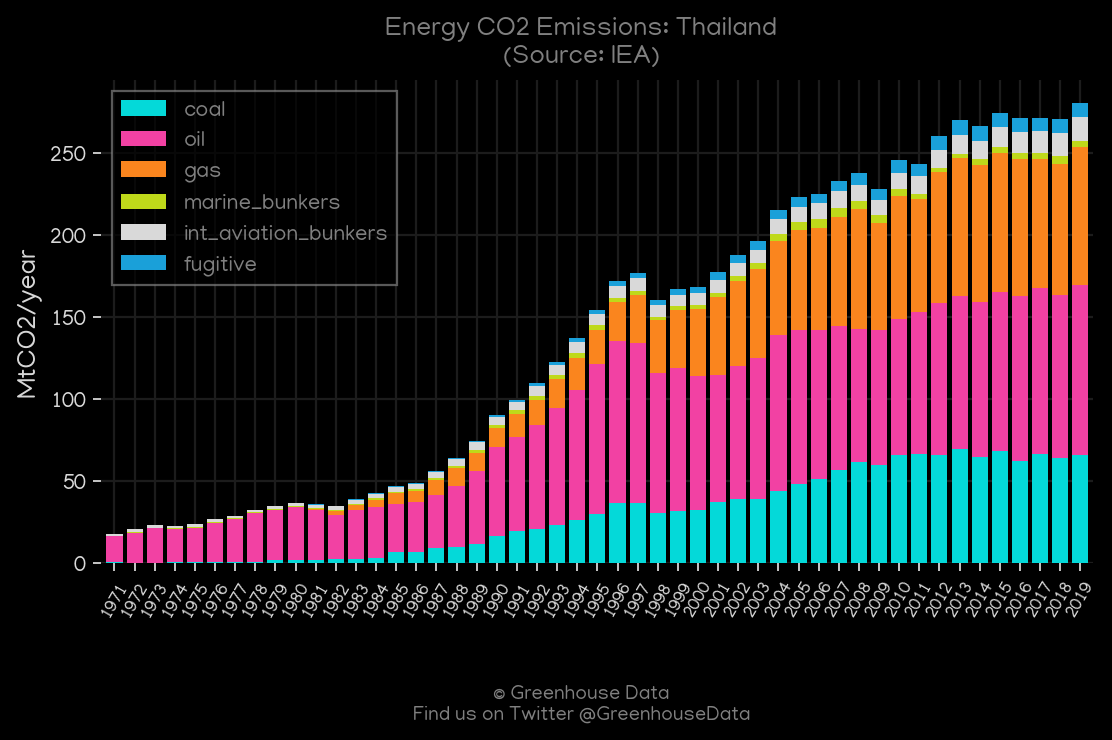 Energy CO2 Emissions: Thailand
(Source: IEA)
coal
oil
gas
marine_bunkers
int_aviation_bunkers
fugitive
MtCO2/year
250
200
150
100
50
0
1971 1972 1973 1974 1975 1976 1977 1978 1979 1980 1981 1982 1983 1984 1985 1986 1987 1988 1989 1990 1991 1992 1993 1994 1995 1996 1997 1998 1999 2000 2001 2002 2003 2004 2005 2006 2007 2008 2009 2010 2011 2012 2013 2014 2015 2016 2017 2018 2019
© Greenhouse Data
Find us on Twitter @GreenhouseData